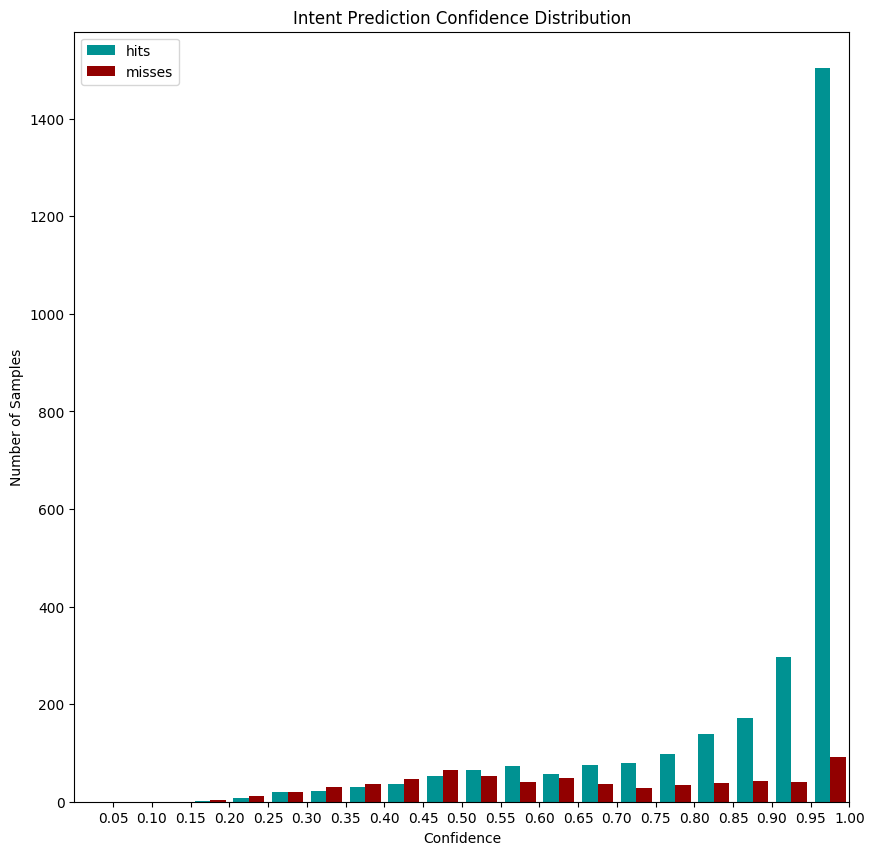 Intent Prediction Confidence Distribution
hits
misses
1400
1200
1000
800
600
400
200
0
Number of Samples
0.05 0.10 0.15 0.20 0.25 0.30 0.35 0.40 0.45 0.50 0.55 0.60 0.65 0.70 0.75 0.80 0.85 0.90 0.95 1.00
Confidence